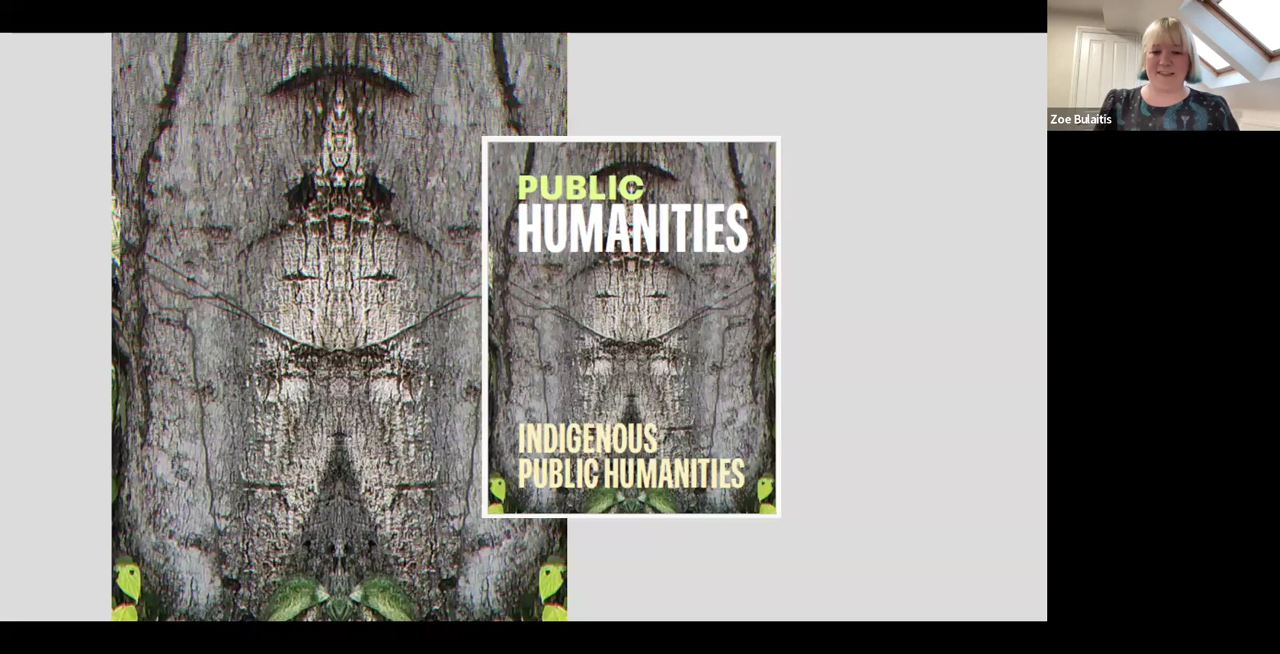 PUBLIC
HUMANITIES
INDIGENOUS
PUBLIC HUMANITIES
Zoe Bulaitis